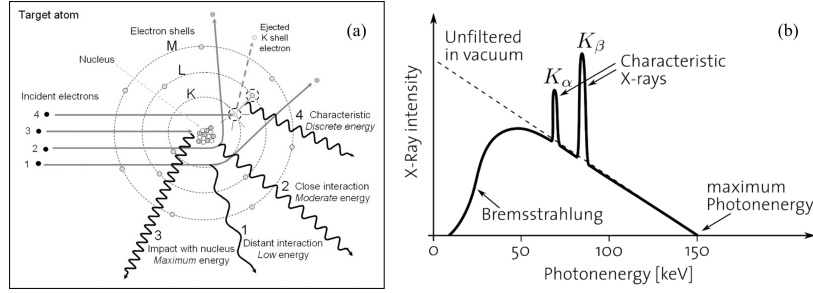 Target atom
(a)
Electron shells
M
L
K
Nucleus
Ejected
K shell
electron
Incident electrons
4
3
2
1
4
Characteristic
Discrete energy
2
Close interaction
Moderate energy
1
Distant interaction
Low energy
3
Impact with nucleus
Maximum energy
(b)
X-Ray intensity
Unfiltered
in vacuum
Kα
Kβ
Characteristic
X-rays
Bremsstrahlung
maximum
Photonenergy
0
50
100
150
Photonenergy [keV]